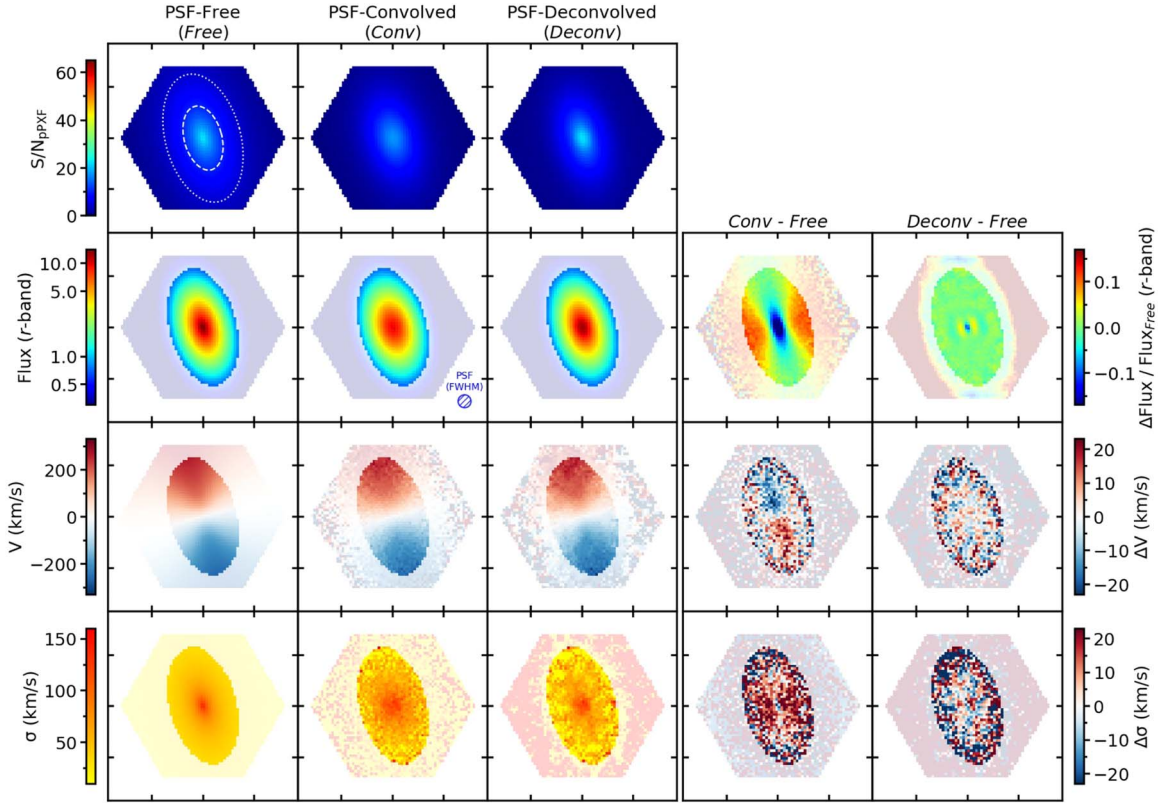 PSF-Free
(Free)
PSF-Convolved
(Conv)
PSF-Deconvolved
(Deconv)
60
40
20
0
S/NpPXF
Conv - Free
Deconv - Free
10.0
5.0
1.0
0.5
Flux (r-band)
PSF
(FWHM)
0.1
0.0
−0.1
ΔFlux / FluxFree (r-band)
200
0
−200
V (km/s)
20
10
0
−10
−20
ΔV (km/s)
150
100
50
σ (km/s)
20
10
0
−10
−20
Δσ (km/s)